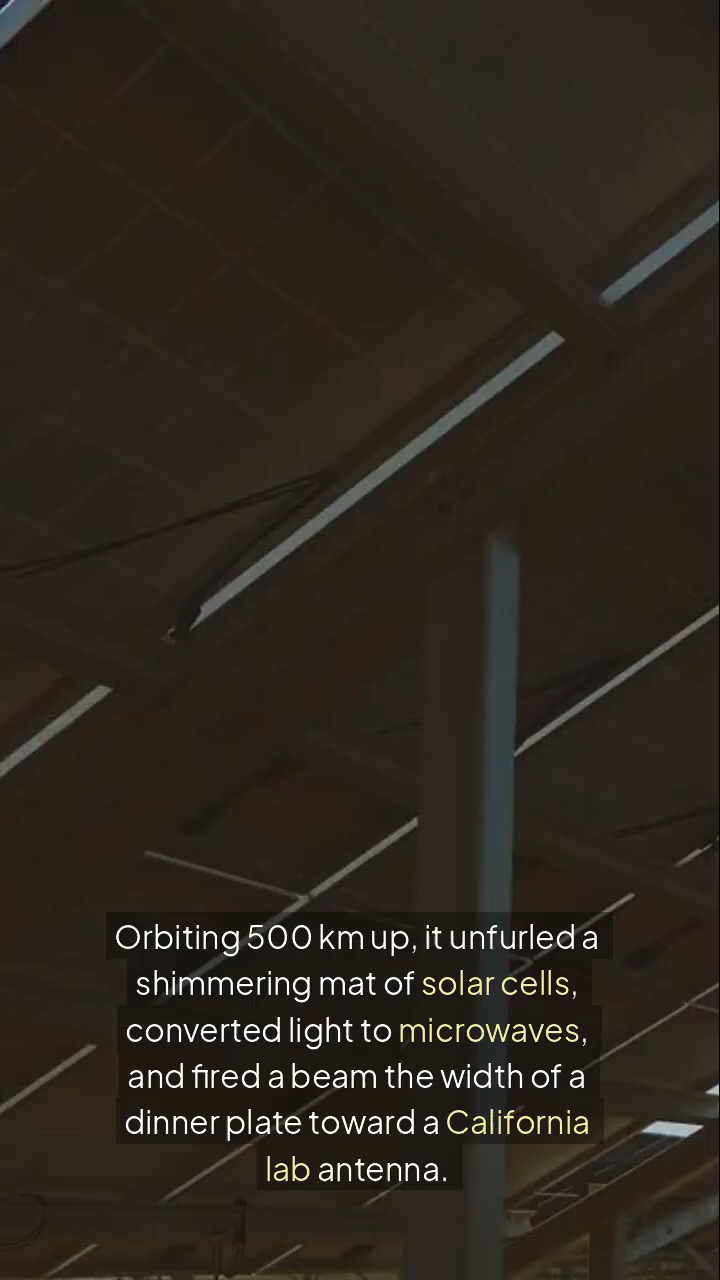 Orbiting 500 km up, it unfurled a
shimmering mat of solar cells,
converted light to microwaves,
and fired a beam the width of a
dinner plate toward a California
lab antenna.